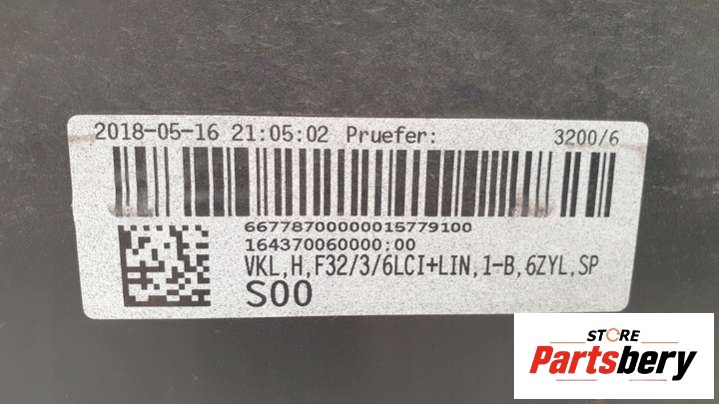 2018-05-16 21:05:02 Pruefer: 3200/6
66778700000015779100
164370060000:00
VKL,H,F32/3/6LCI+LIN,1-B,6ZYL,SP
S00
STORE
Partsbery